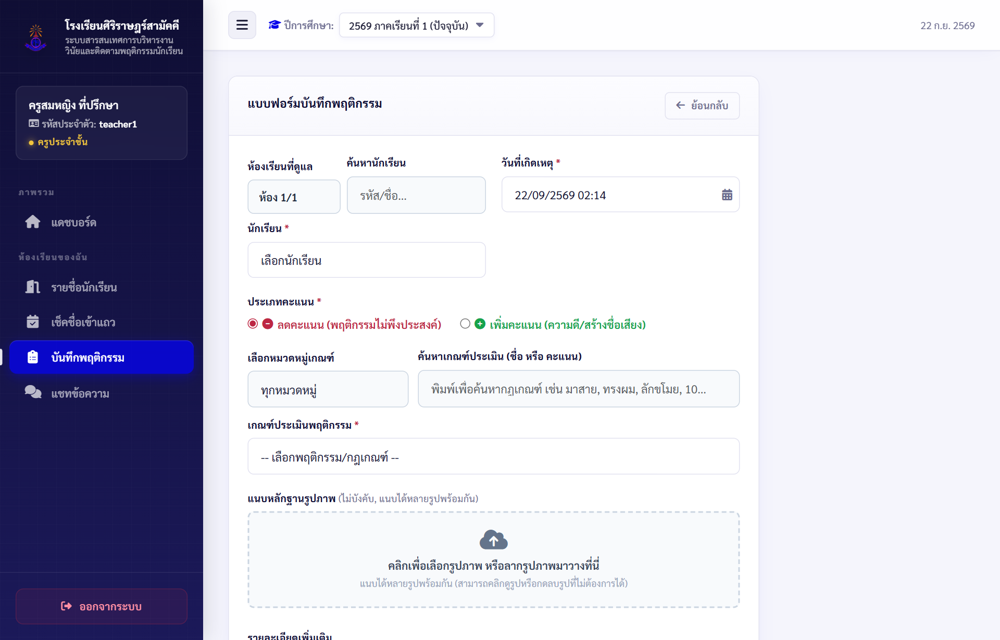 โรงเรียนศิริราษฎร์สามัคคี
ระบบสารสนเทศการบริหารงาน
วินัยและติดตามพฤติกรรมนักเรียน
ครูสมหญิง ที่ปรึกษา
รหัสประจำตัว: teacher1
ครูประจำชั้น
ภาพรวม
แดชบอร์ด
ห้องเรียนของฉัน
รายชื่อนักเรียน
เช็คชื่อเข้าแถว
บันทึกพฤติกรรม
แชทข้อความ
ออกจากระบบ
ปีการศึกษา: 2569 ภาคเรียนที่ 1 (ปัจจุบัน)
22 ก.ย. 2569
แบบฟอร์มบันทึกพฤติกรรม
ย้อนกลับ
ห้องเรียนที่ดูแล ค้นหานักเรียน วันที่เกิดเหตุ *
ห้อง 1/1 รหัส/ชื่อ... 22/09/2569 02:14
นักเรียน *
เลือกนักเรียน
ประเภทคะแนน *
ลดคะแนน (พฤติกรรมไม่พึงประสงค์) เพิ่มคะแนน (ความดี/สร้างชื่อเสียง)
เลือกหมวดหมู่เกณฑ์ ค้นหาเกณฑ์ประเมิน (ชื่อ หรือ คะแนน)
ทุกหมวดหมู่ พิมพ์เพื่อค้นหากฎเกณฑ์ เช่น มาสาย, ทรงผม, ลักขโมย, 10...
เกณฑ์ประเมินพฤติกรรม *
-- เลือกพฤติกรรม/กฎเกณฑ์ --
แนบหลักฐานรูปภาพ (ไม่บังคับ, แนบได้หลายรูปพร้อมกัน)
คลิกเพื่อเลือกรูปภาพ หรือลากรูปภาพมาวางที่นี่
แนบได้หลายรูปพร้อมกัน (สามารถคลิกดูรูปหรือกดลบรูปที่ไม่ต้องการได้)
รายละเอียดเพิ่มเติม